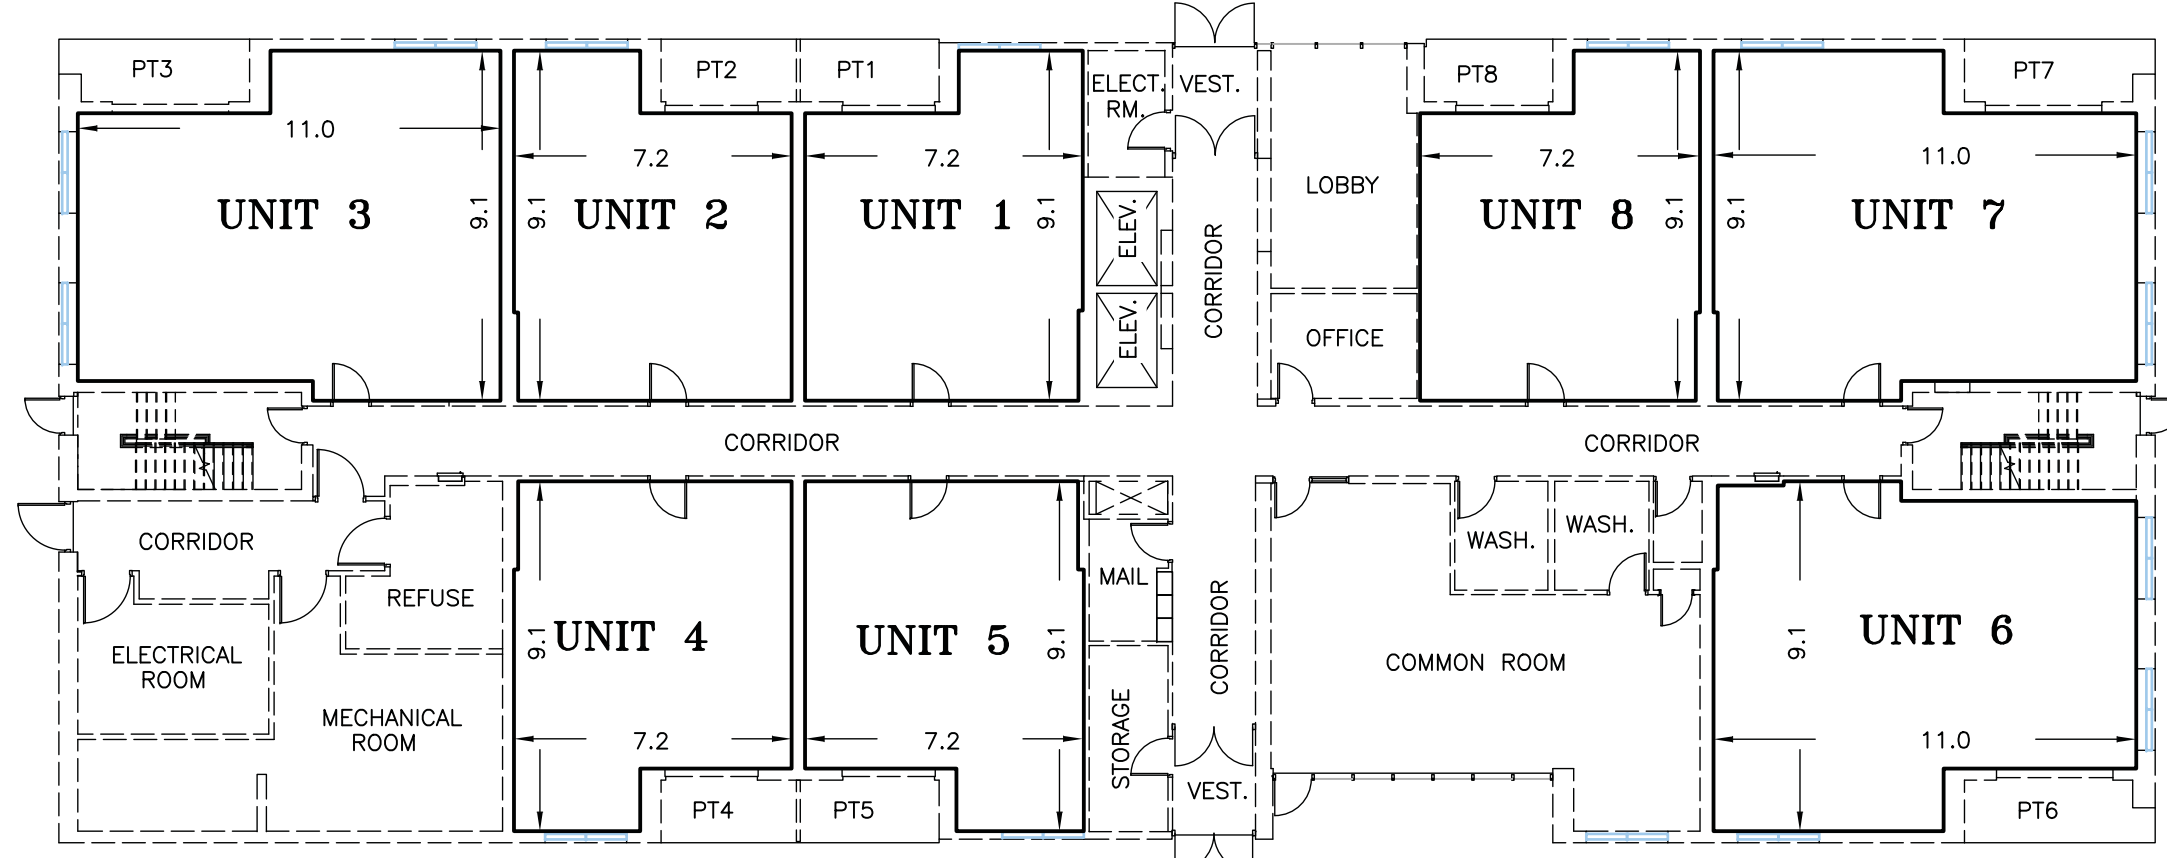 PT3
PT2
PT1
ELECT.
RM.
VEST.
PT8
PT7
11.0
7.2
7.2
7.2
11.0
LOBBY
UNIT 3
9.1
9.1
UNIT 2
UNIT 1
9.1
ELEV.
CORRIDOR
UNIT 8
9.1
9.1
UNIT 7
ELEV.
OFFICE
CORRIDOR
CORRIDOR
CORRIDOR
WASH.
WASH.
MAIL
REFUSE
CORRIDOR
ELECTRICAL
ROOM
9.1
UNIT 4
UNIT 5
9.1
COMMON ROOM
9.1
UNIT 6
MECHANICAL
ROOM
7.2
7.2
STORAGE
11.0
VEST.
PT4
PT5
PT6